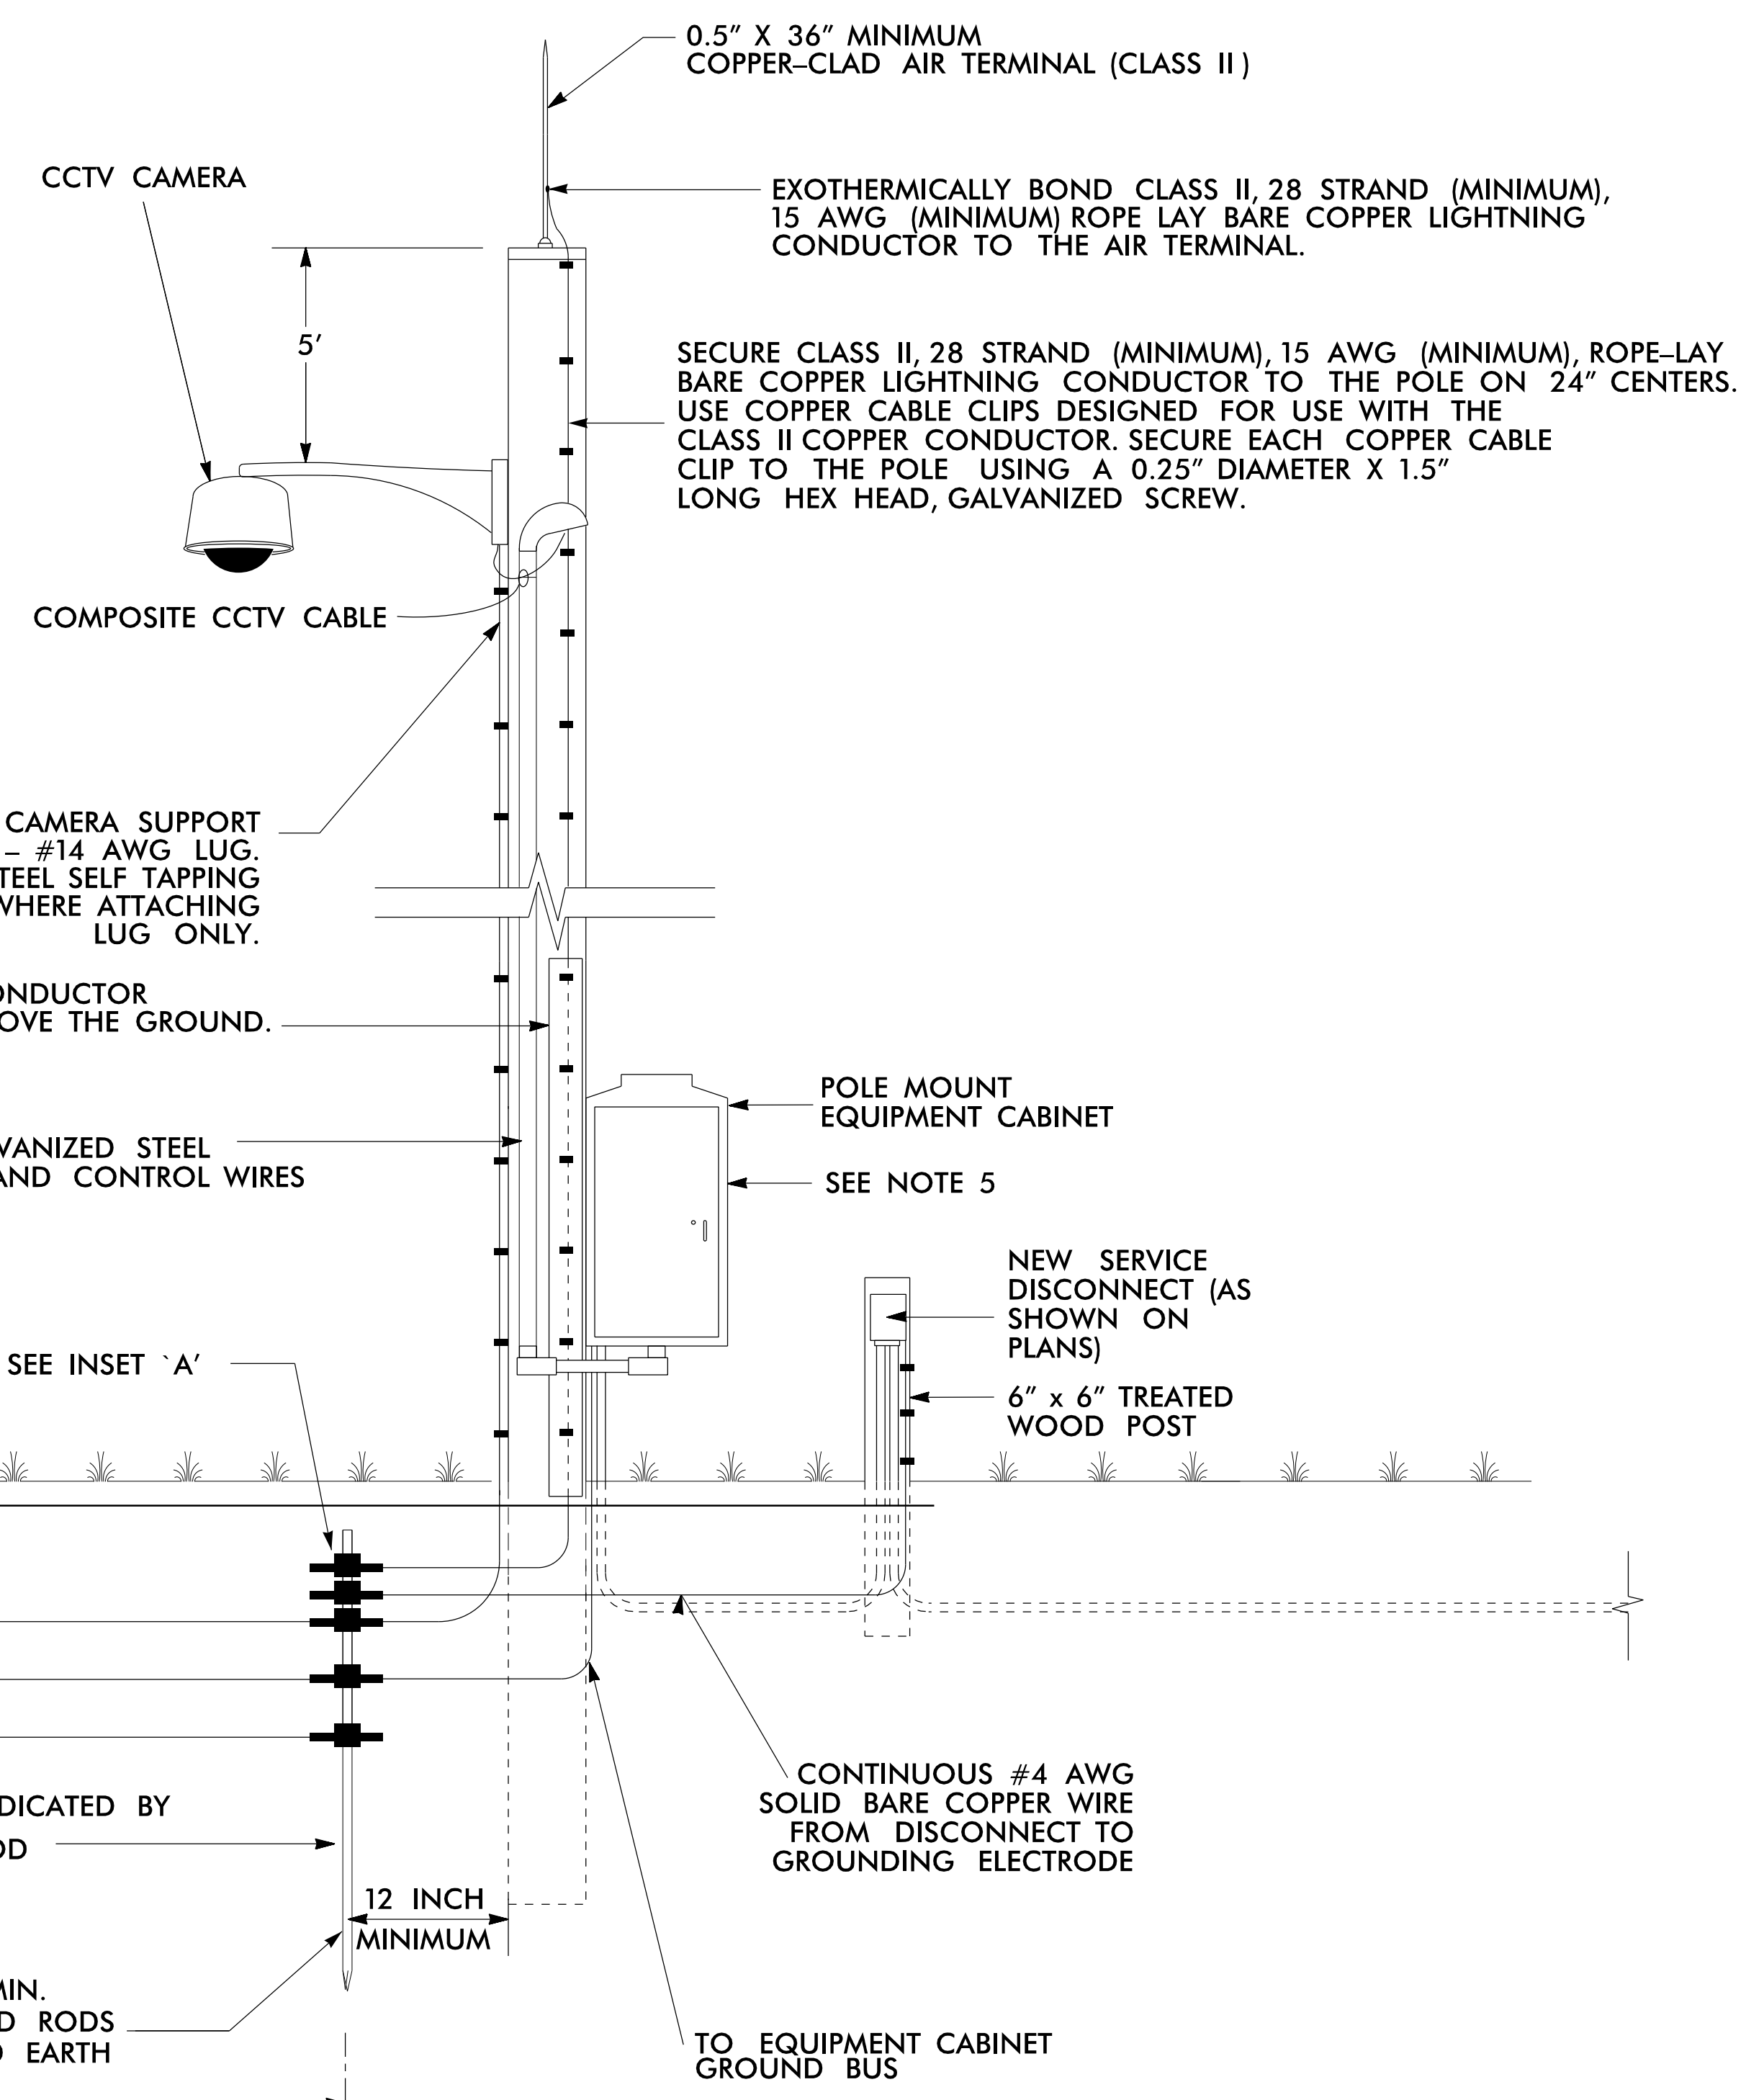 0.5" X 36" MINIMUM
COPPER–CLAD AIR TERMINAL (CLASS II)
CCTV CAMERA
EXOTHERMICALLY BOND CLASS II, 28 STRAND (MINIMUM),
15 AWG (MINIMUM) ROPE LAY BARE COPPER LIGHTNING
CONDUCTOR TO THE AIR TERMINAL.
5'
SECURE CLASS II, 28 STRAND (MINIMUM), 15 AWG (MINIMUM), ROPE–LAY
BARE COPPER LIGHTNING CONDUCTOR TO THE POLE ON 24" CENTERS.
USE COPPER CABLE CLIPS DESIGNED FOR USE WITH THE
CLASS II COPPER CONDUCTOR. SECURE EACH COPPER CABLE
CLIP TO THE POLE USING A 0.25" DIAMETER X 1.5"
LONG HEX HEAD, GALVANIZED SCREW.
COMPOSITE CCTV CABLE
CAMERA SUPPORT
– #14 AWG LUG.
TEEL SELF TAPPING
WHERE ATTACHING
LUG ONLY.
ONDUCTOR
OVE THE GROUND.
POLE MOUNT
EQUIPMENT CABINET
VANIZED STEEL
AND CONTROL WIRES
SEE NOTE 5
NEW SERVICE
DISCONNECT (AS
SHOWN ON
PLANS)
SEE INSET `A'
6" x 6" TREATED
WOOD POST
CONTINUOUS #4 AWG
SOLID BARE COPPER WIRE
FROM DISCONNECT TO
GROUNDING ELECTRODE
DICATED BY
OD
12 INCH
MINIMUM
MIN.
D RODS
EARTH
TO EQUIPMENT CABINET
GROUND BUS